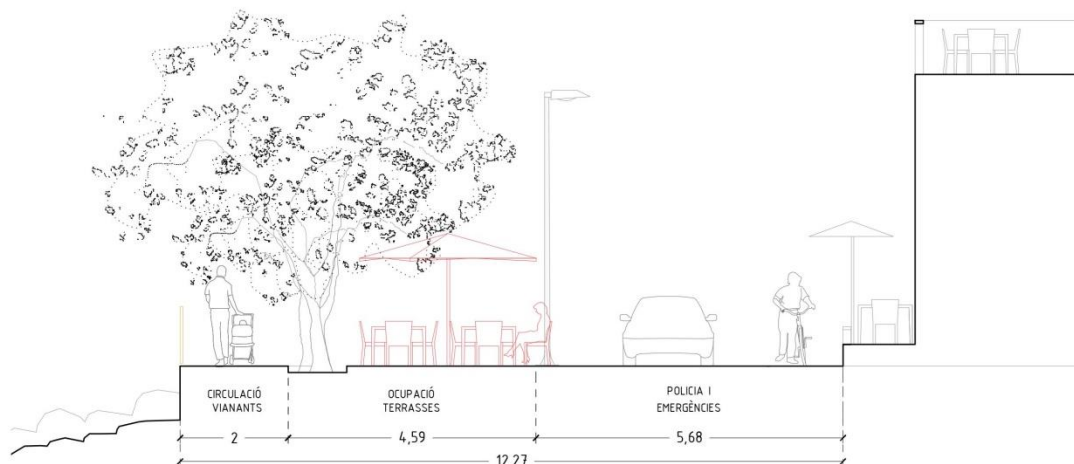 CIRCULACIÓ
VIANANTS
OCUPACIÓ
TERRASSES
POLICIA I
EMERGÈNCIES
2
4,59
5,68
12,27